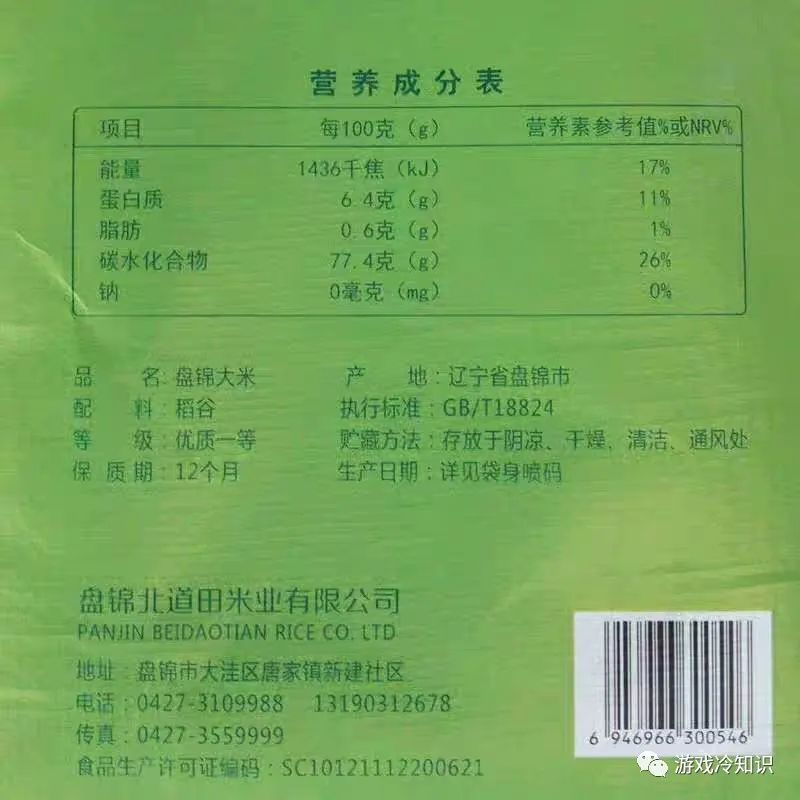 营养成分表
项目 每100克（g） 营养素参考值%或NRV%
能量 1436千焦（kJ） 17%
蛋白质 6.4克（g） 11%
脂肪 0.6克（g） 1%
碳水化合物 77.4克（g） 26%
钠 0毫克（mg） 0%
品 名：盘锦大米 产 地：辽宁省盘锦市
配 料：稻谷 执行标准：GB/T18824
等 级：优质一等 贮藏方法：存放于阴凉、干燥、清洁、通风处
保 质 期：12个月 生产日期：详见袋身喷码
盘锦北道田米业有限公司
PANJIN BEIDAOTIAN RICE CO. LTD
地址：盘锦市大洼区唐家镇新建社区
电话：0427-3109988 13190312678
传真：0427-3559999
食品生产许可证编码：SC10121112200621
6 946966 300546
游戏冷知识